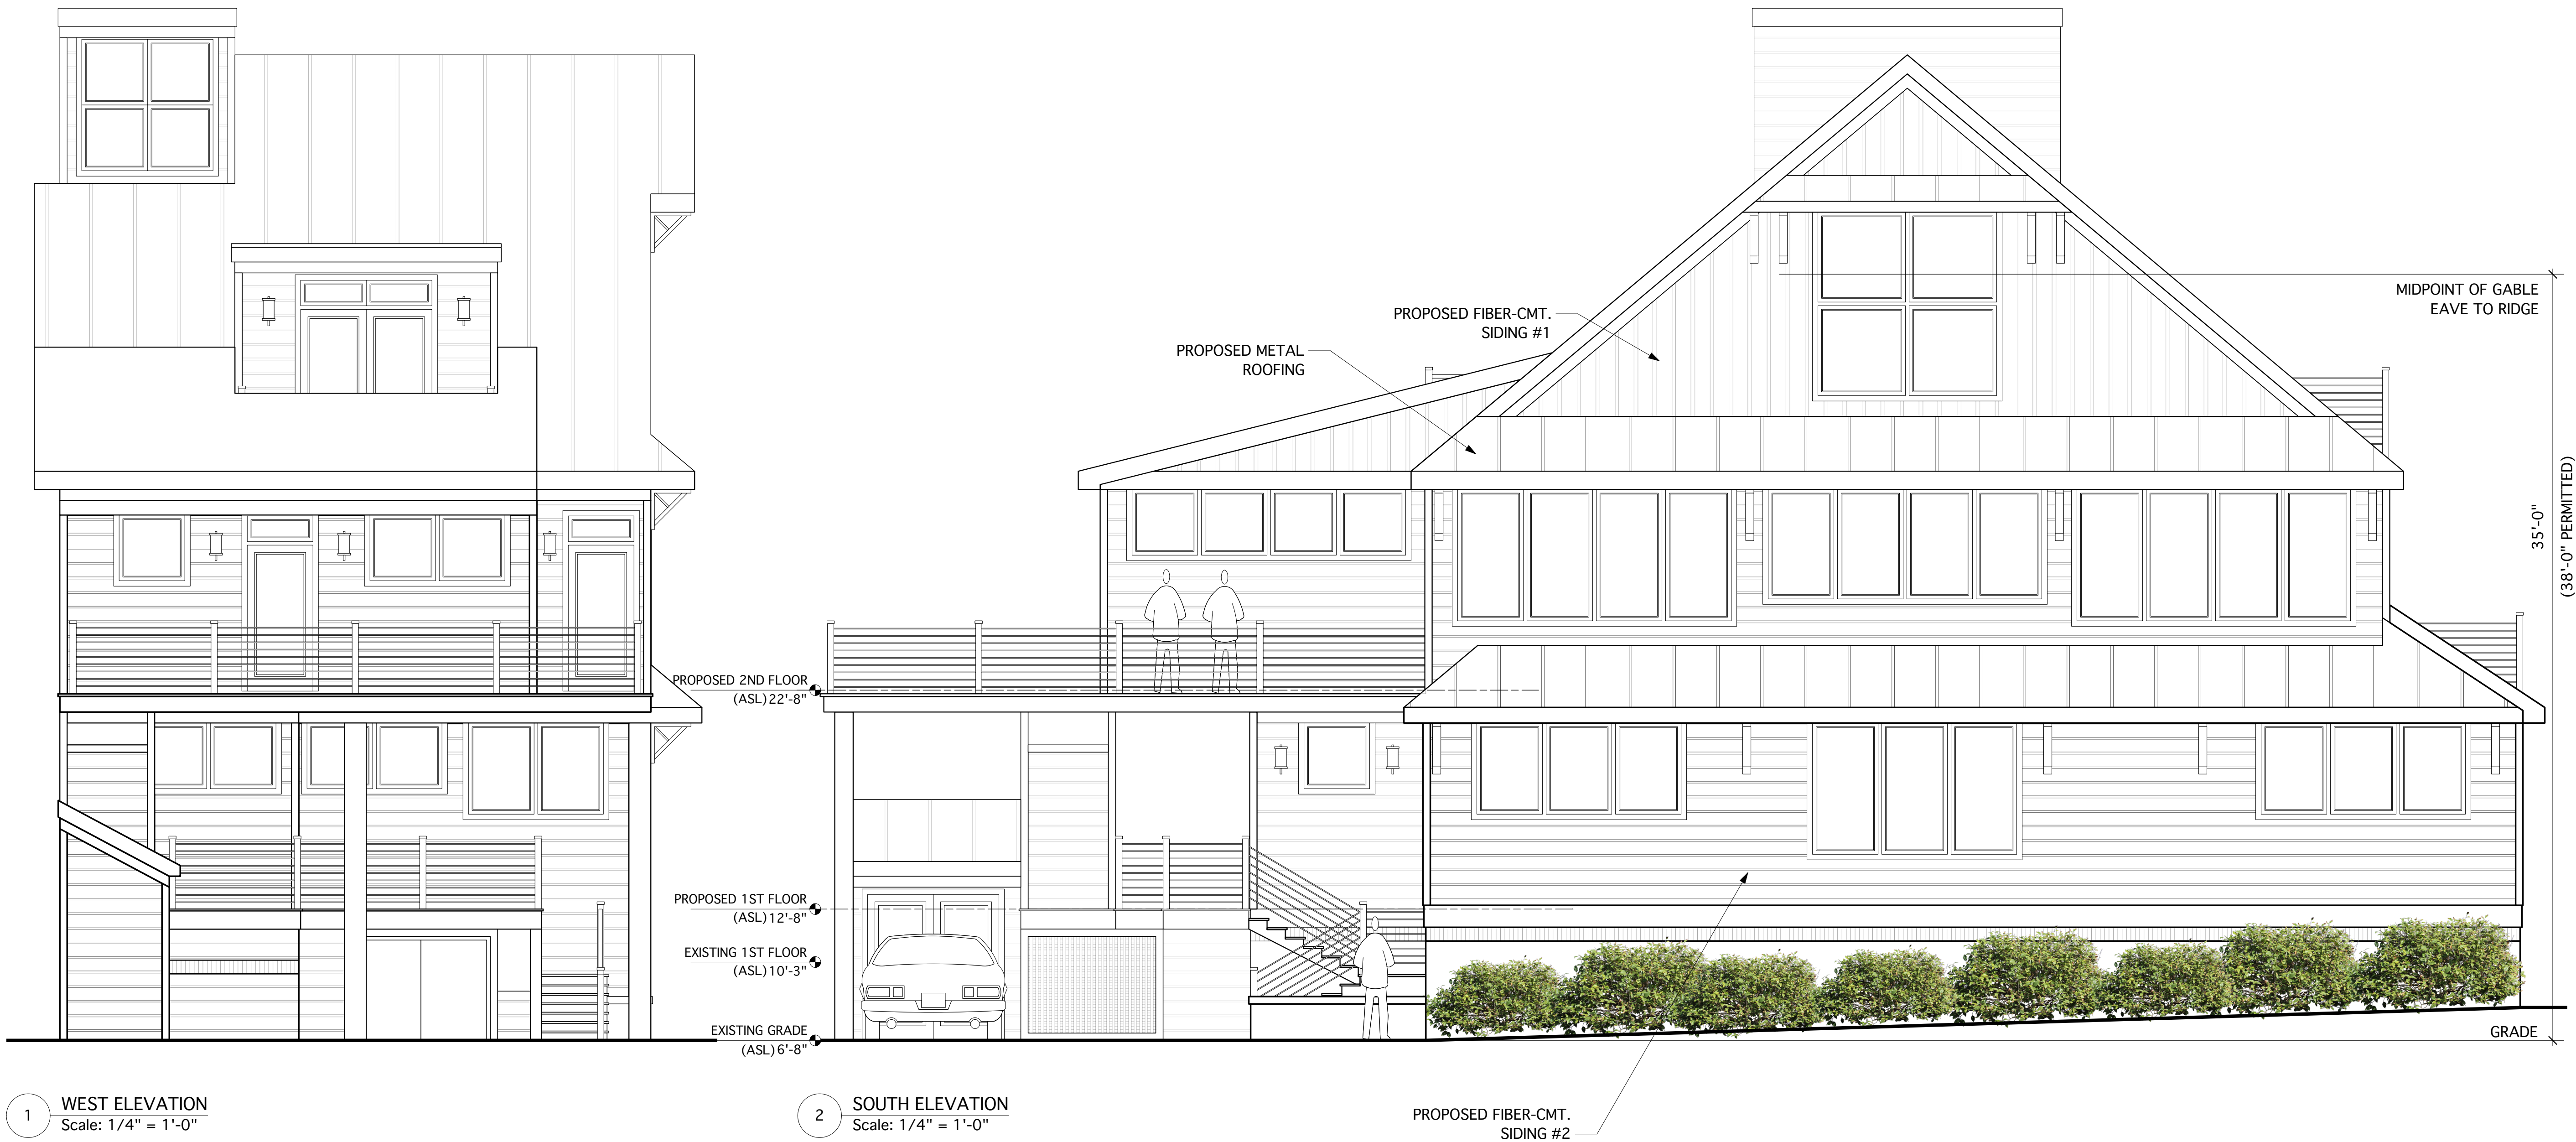 MIDPOINT OF GABLE
EAVE TO RIDGE
PROPOSED FIBER-CMT.
SIDING #1
PROPOSED METAL
ROOFING
35'-0"
(38'-0" PERMITTED)
PROPOSED 2ND FLOOR
(ASL) 22'-8"
PROPOSED 1ST FLOOR
(ASL) 12'-8"
EXISTING 1ST FLOOR
(ASL) 10'-3"
EXISTING GRADE
(ASL) 6'-8"
GRADE
1
WEST ELEVATION
Scale: 1/4" = 1'-0"
2
SOUTH ELEVATION
Scale: 1/4" = 1'-0"
PROPOSED FIBER-CMT.
SIDING #2